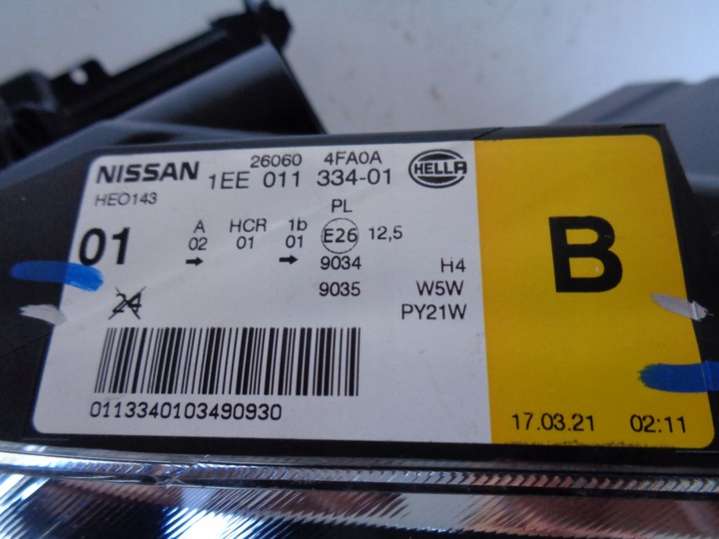 26060 4FA0A
NISSAN 1EE 011 334-01 HELLA
HEO143
PL
A HCR 1b E26 12,5
01 02 01 01
9034 H4
9035 W5W
24 PY21W
B
0113340103490930
17.03.21 02:11